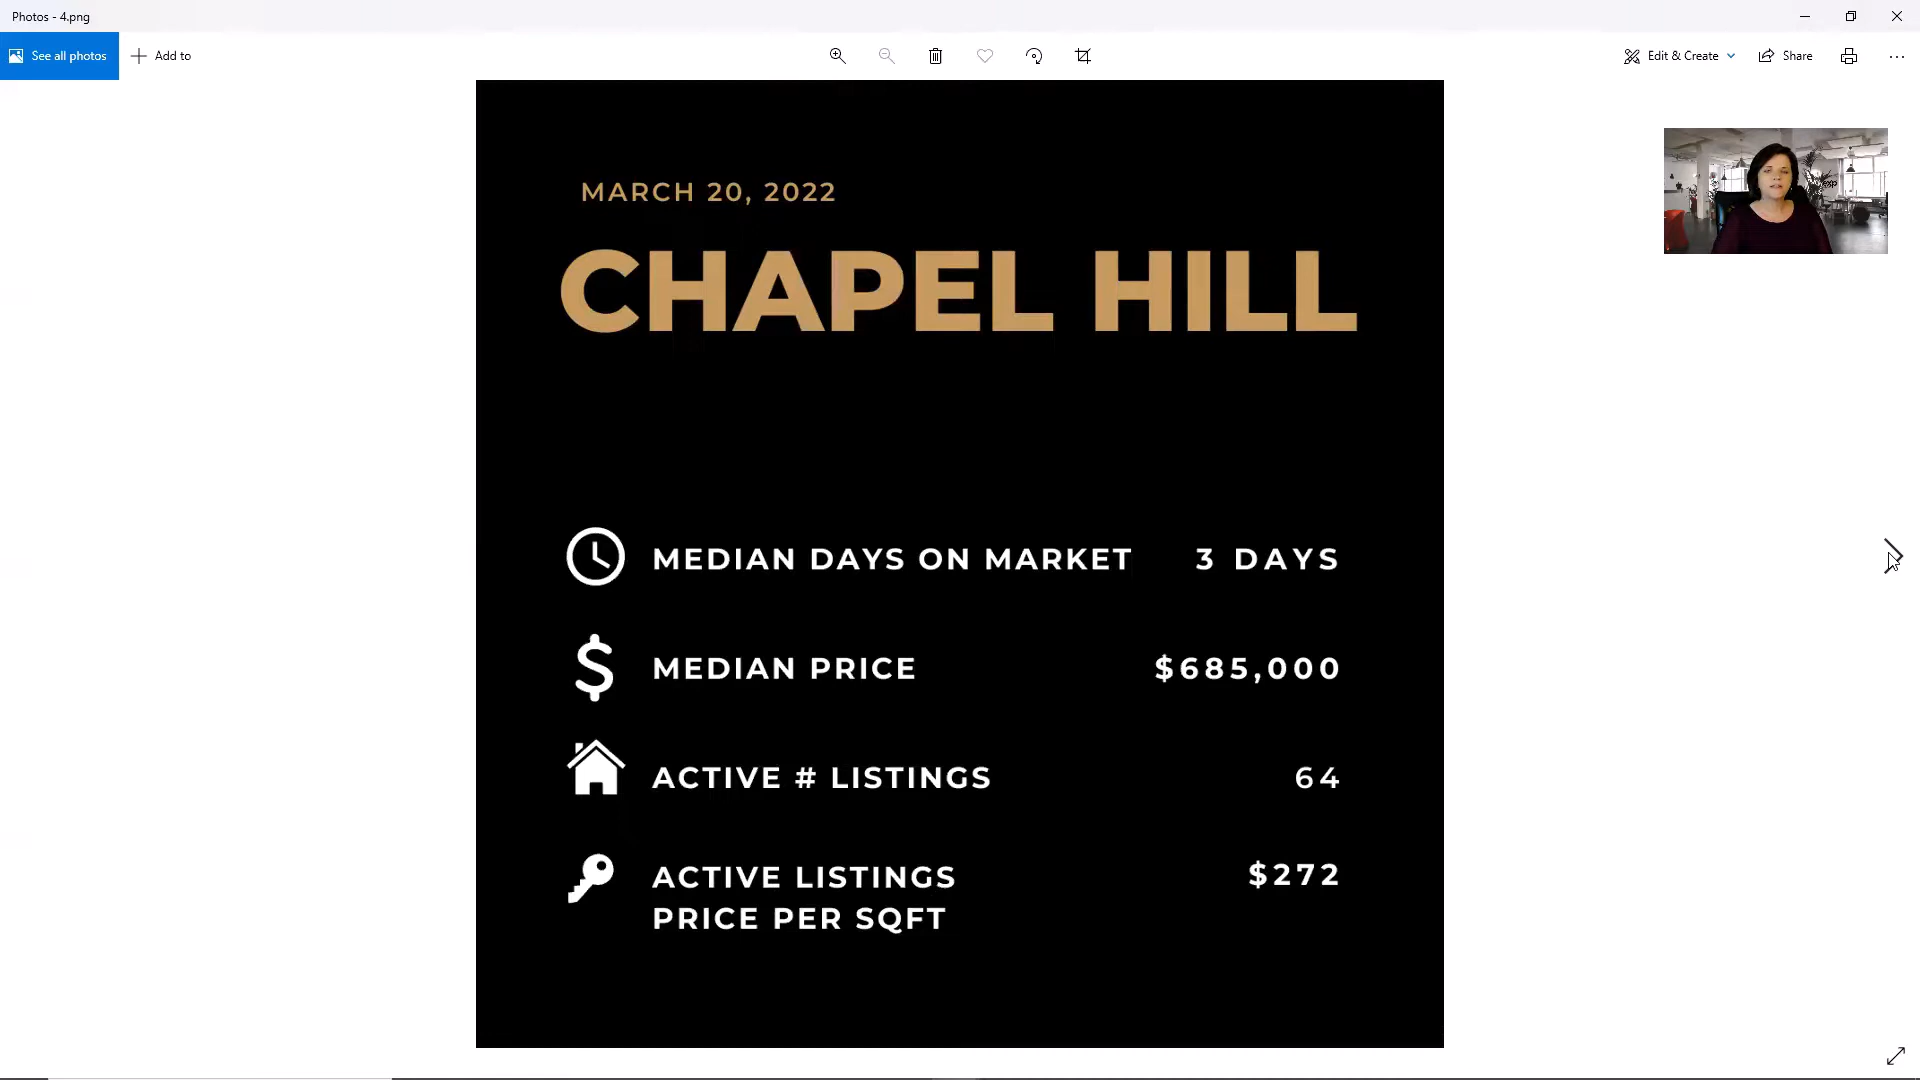 Photos - 4.png
See all photos
Add to
Edit & Create
Share
MARCH 20, 2022
CHAPEL HILL
MEDIAN DAYS ON MARKET 3 DAYS
MEDIAN PRICE $685,000
ACTIVE # LISTINGS 64
ACTIVE LISTINGS $272
PRICE PER SQFT
exp